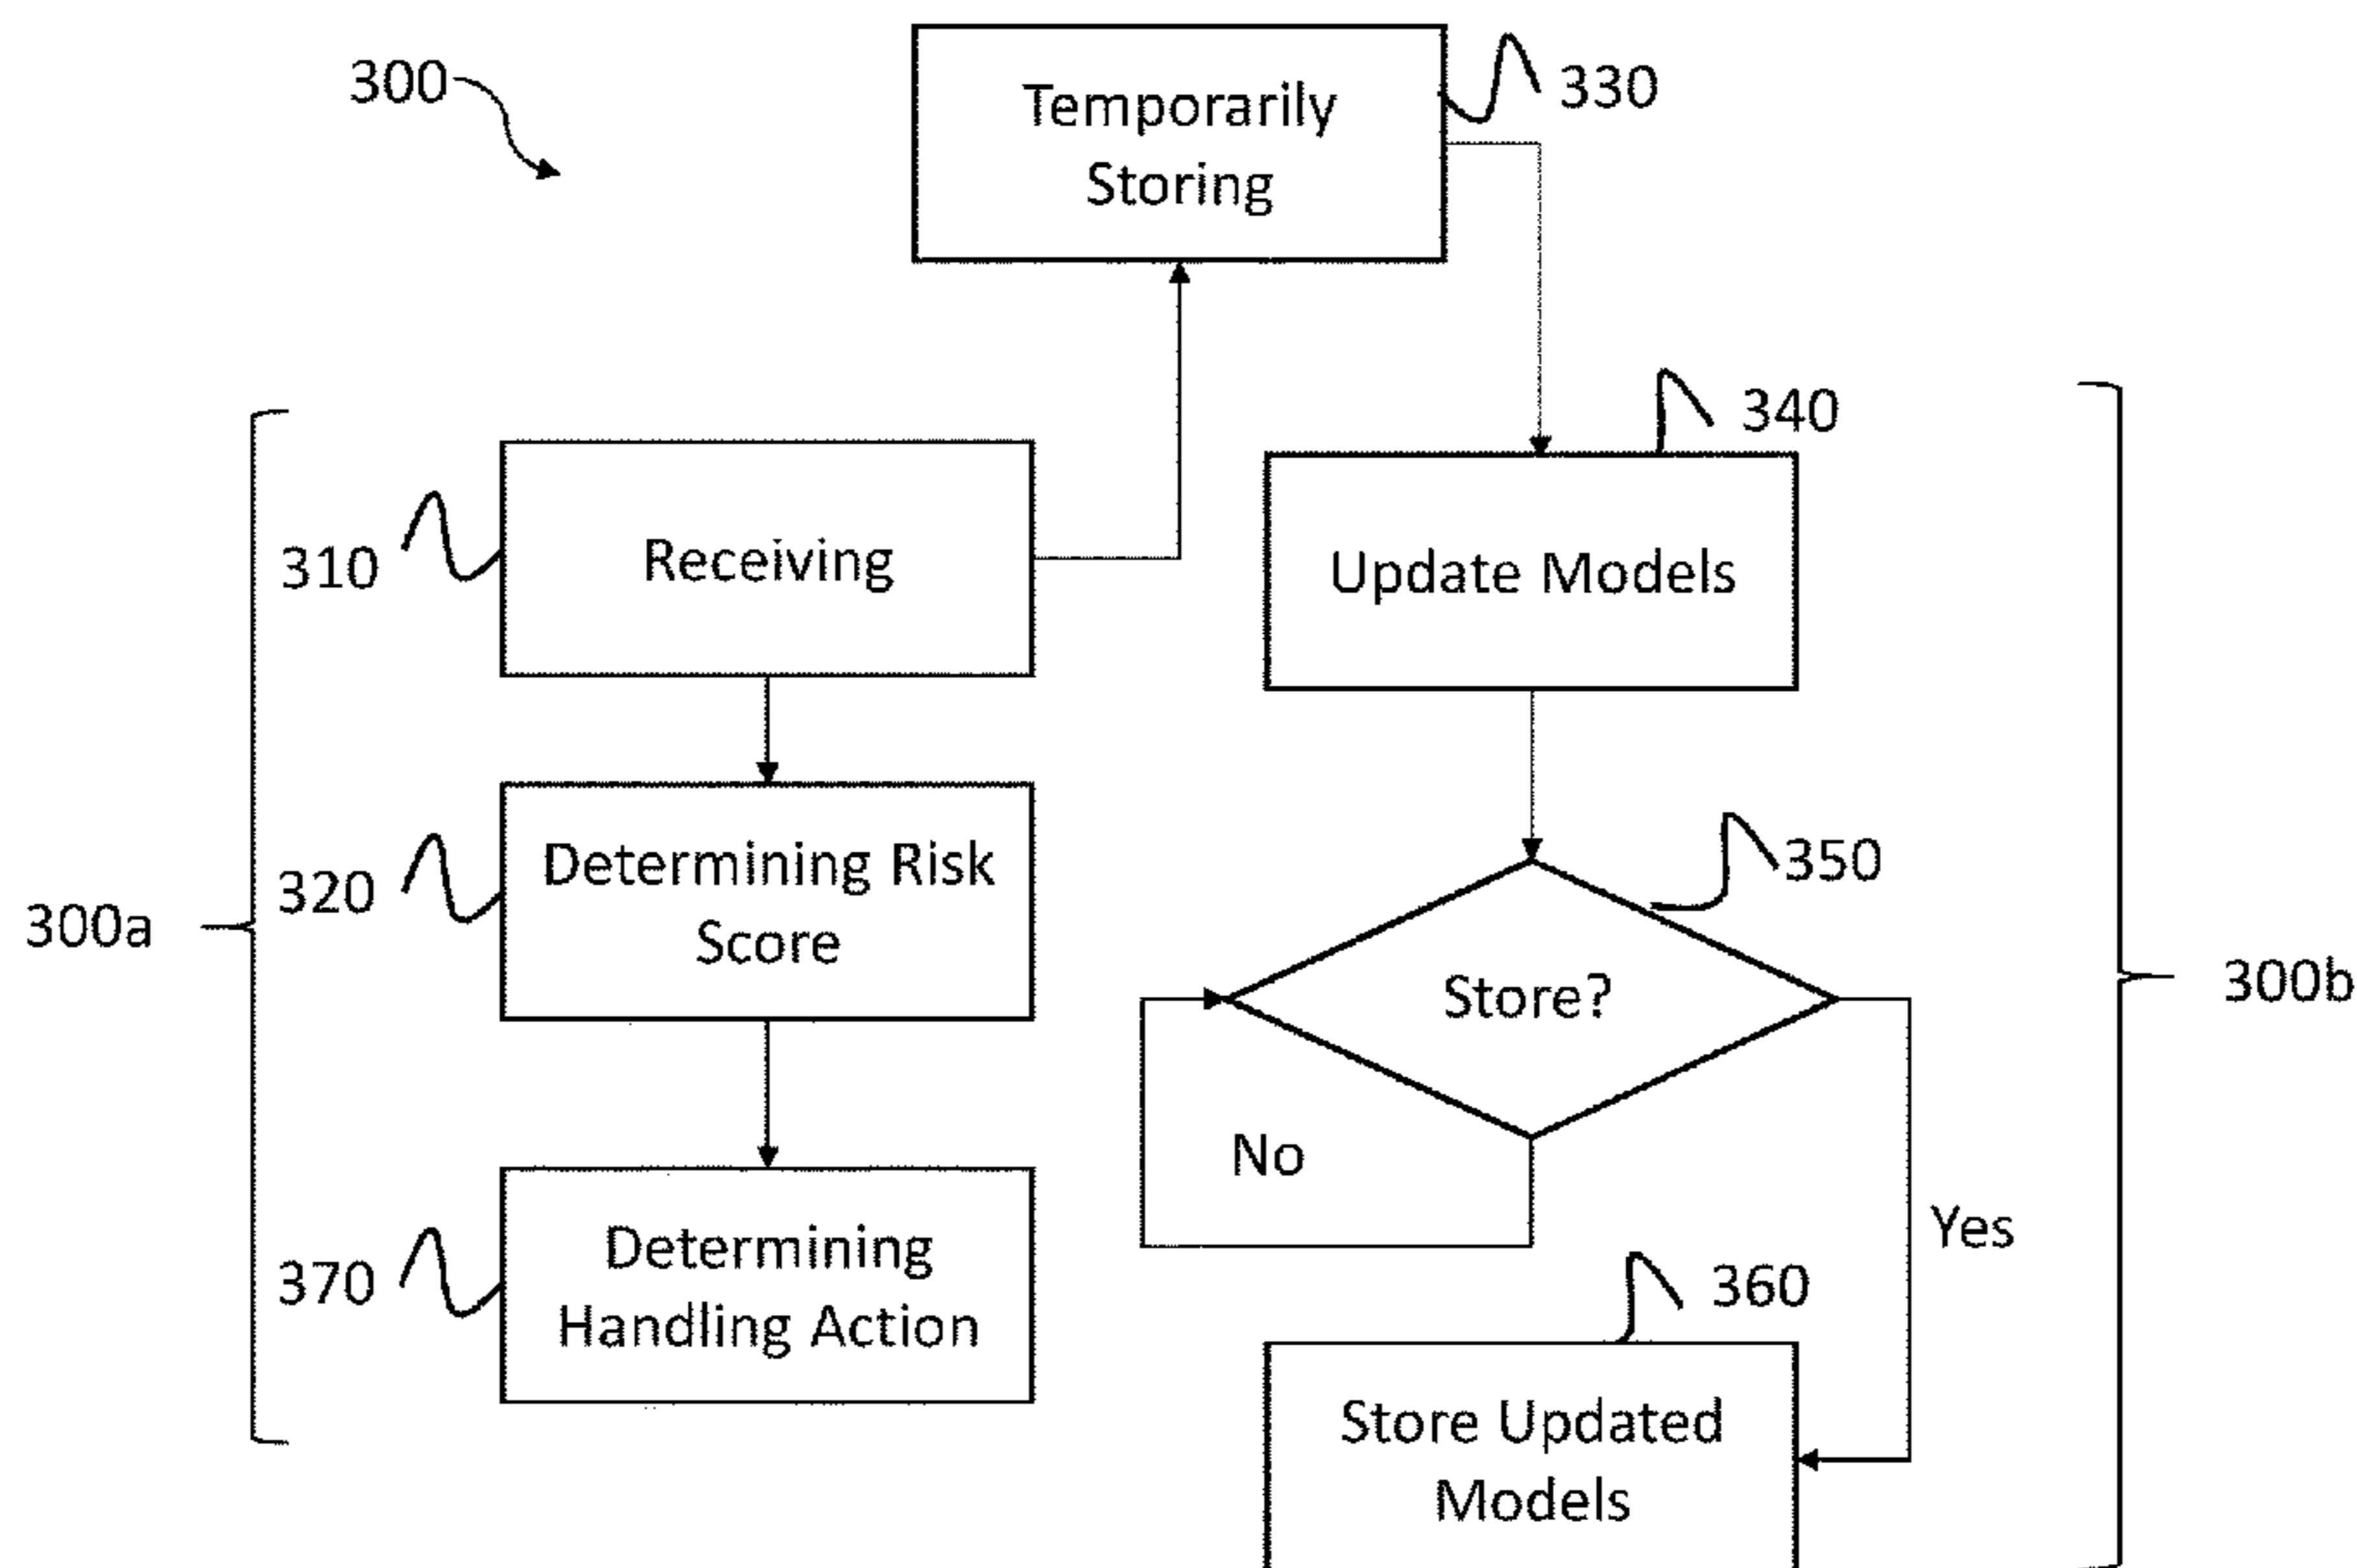 300
Temporarily
Storing
330
310
Receiving
340
Update Models
300a
320
Determining Risk
Score
350
Store?
No
Yes
300b
370
Determining
Handling Action
360
Store Updated
Models